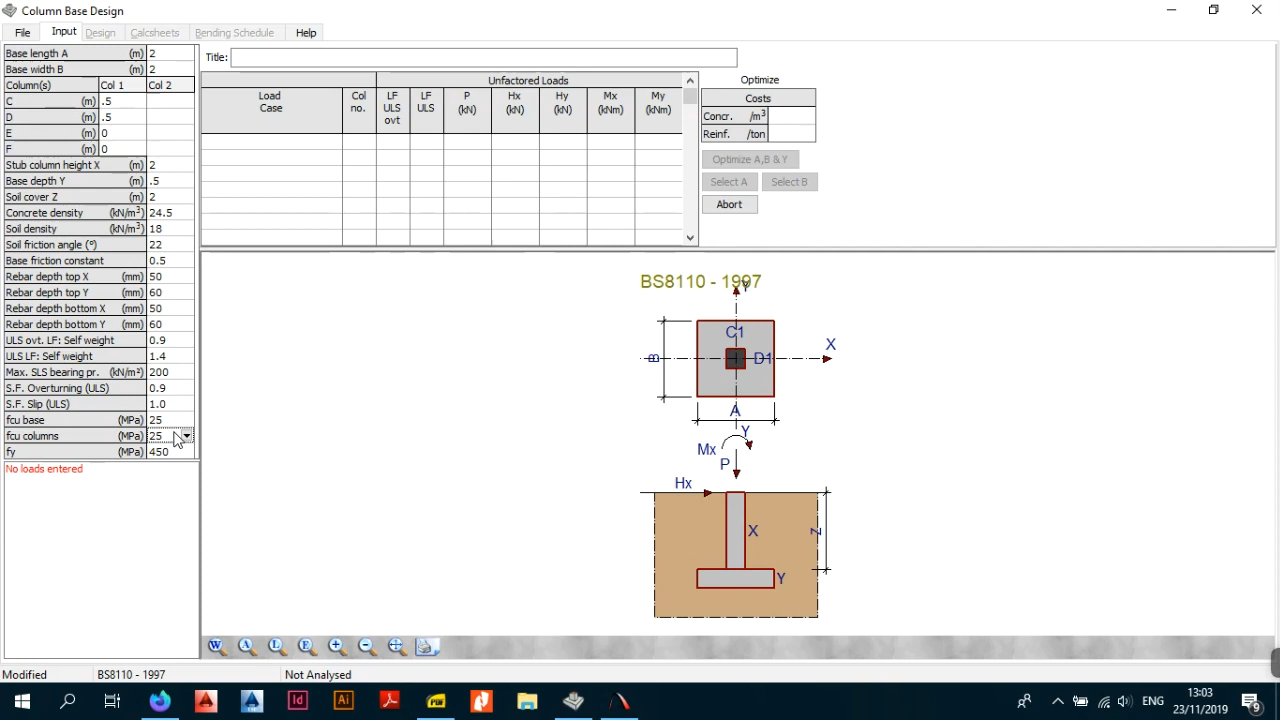 Column Base Design
File Input Design Calcsheets Bending Schedule Help
Base length A (m) 2
Base width B (m) 2
Column(s) Col 1 Col 2
C (m) .5
D (m) .5
E (m) 0
F (m) 0
Stub column height X (m) 2
Base depth Y (m) .5
Soil cover Z (m) 2
Concrete density (kN/m³) 24.5
Soil density (kN/m³) 18
Soil friction angle (°) 22
Base friction constant 0.5
Rebar depth top X (mm) 50
Rebar depth top Y (mm) 60
Rebar depth bottom X (mm) 50
Rebar depth bottom Y (mm) 60
ULS ovt. LF: Self weight 0.9
ULS LF: Self weight 1.4
Max. SLS bearing pr. (kN/m²) 200
S.F. Overturning (ULS) 0.9
S.F. Slip (ULS) 1.0
fcu base (MPa) 25
fcu columns (MPa) 25
fy (MPa) 450
No loads entered
Title:
Unfactored Loads
Load Case Col no. LF ULS ovt LF ULS P (kN) Hx (kN) Hy (kN) Mx (kNm) My (kNm)
Optimize
Costs
Concr. /m³
Reinf. /ton
Optimize A,B & Y
Select A Select B
Abort
BS8110 - 1997
Y
C1
X
B
D1
A
Y
Mx
P
Hx
X
Z
Y
W A L E
Modified BS8110 - 1997 Not Analysed
Id Ai PDF
ENG
13:03
23/11/2019
9